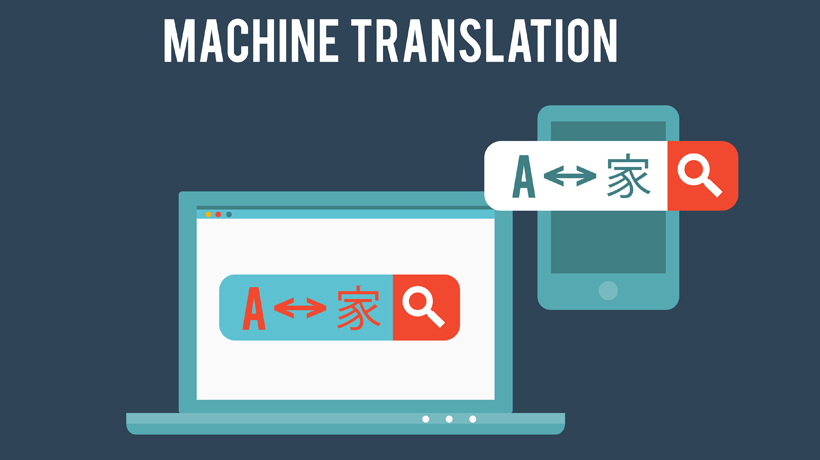 MACHINE TRANSLATION
A <-> 家
A <-> 家